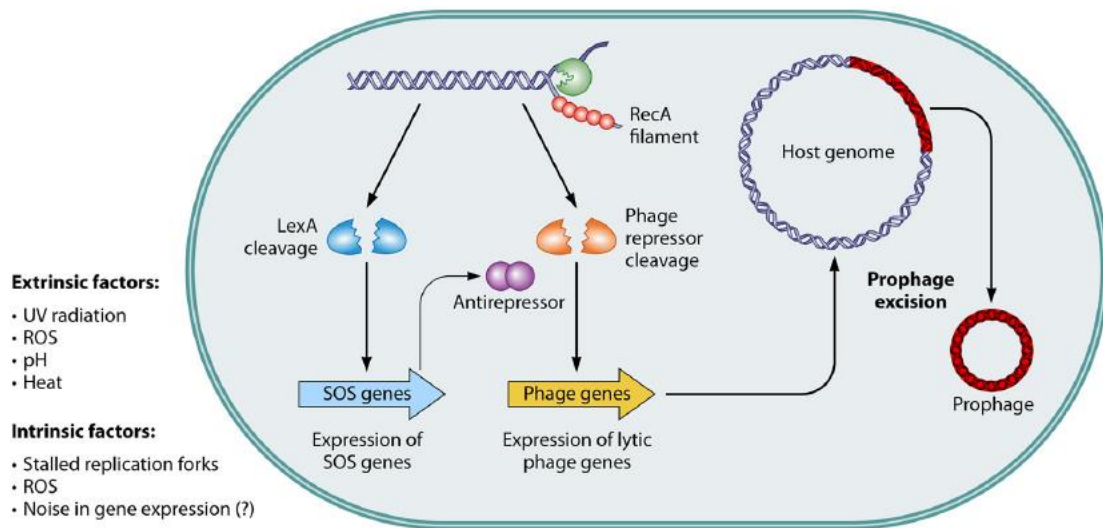 RecA
filament
Host genome
LexA
cleavage
Phage
repressor
cleavage
Antirepressor
Prophage
excision
Extrinsic factors:
• UV radiation
• ROS
• pH
• Heat
SOS genes
Phage genes
Prophage
Expression of
SOS genes
Expression of lytic
phage genes
Intrinsic factors:
• Stalled replication forks
• ROS
• Noise in gene expression (?)